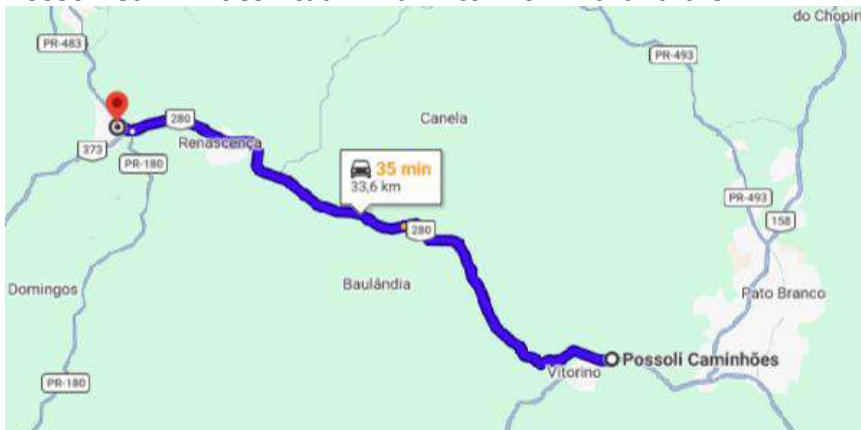 do Chopin
PR-483
PR-493
280
Canela
Renascença
373
PR-180
35 min
33,6 km
PR-493
280
158
Domingos
Baulândia
Pato Branco
Possoli Caminhões
Vitorino
PR-180